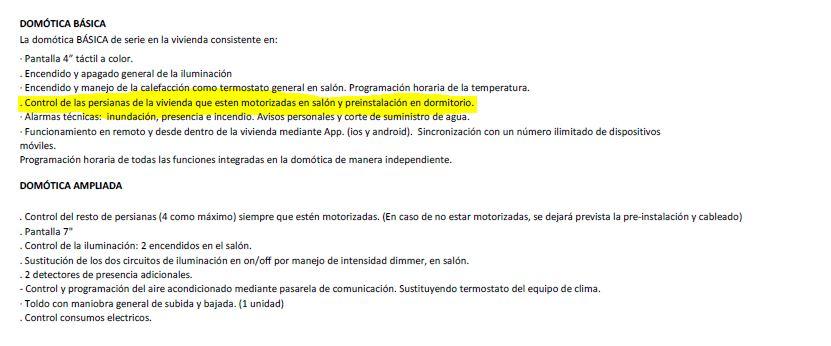 DOMÓTICA BÁSICA
La domótica BÁSICA de serie en la vivienda consistente en:
· Pantalla 4" táctil a color.
. Encendido y apagado general de la iluminación
· Encendido y manejo de la calefacción como termostato general en salón. Programación horaria de la temperatura.
. Control de las persianas de la vivienda que esten motorizadas en salón y preinstalación en dormitorio.
· Alarmas técnicas:  inundación, presencia e incendio. Avisos personales y corte de suministro de agua.
· Funcionamiento en remoto y desde dentro de la vivienda mediante App. (ios y android).  Sincronización con un número ilimitado de dispositivos
móviles.
Programación horaria de todas las funciones integradas en la domótica de manera independiente.
DOMÓTICA AMPLIADA
. Control del resto de persianas (4 como máximo) siempre que estén motorizadas. (En caso de no estar motorizadas, se dejará prevista la pre-instalación y cableado)
. Pantalla 7"
. Control de la iluminación: 2 encendidos en el salón.
. Sustitución de los dos circuitos de iluminación en on/off por manejo de intensidad dimmer, en salón.
. 2 detectores de presencia adicionales.
- Control y programación del aire acondicionado mediante pasarela de comunicación. Sustituyendo termostato del equipo de clima.
· Toldo con maniobra general de subida y bajada. (1 unidad)
. Control consumos electricos.